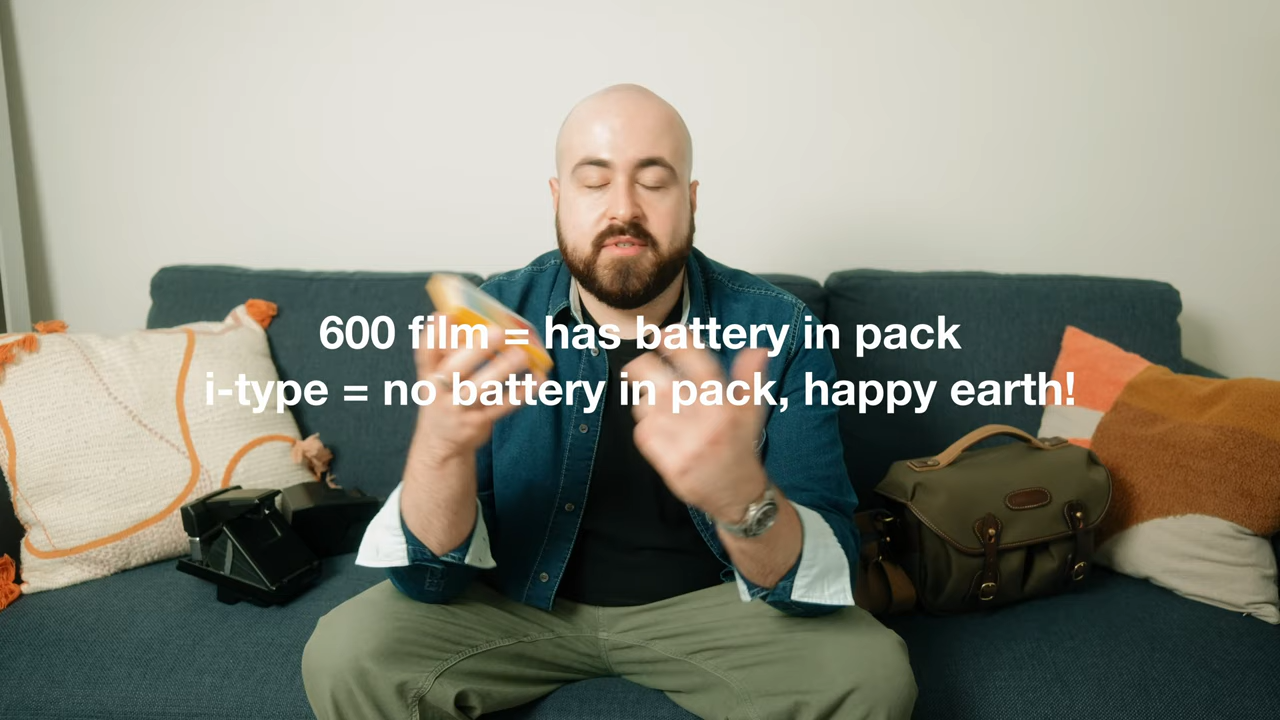 600 film = has battery in pack
i-type = no battery in pack, happy earth!